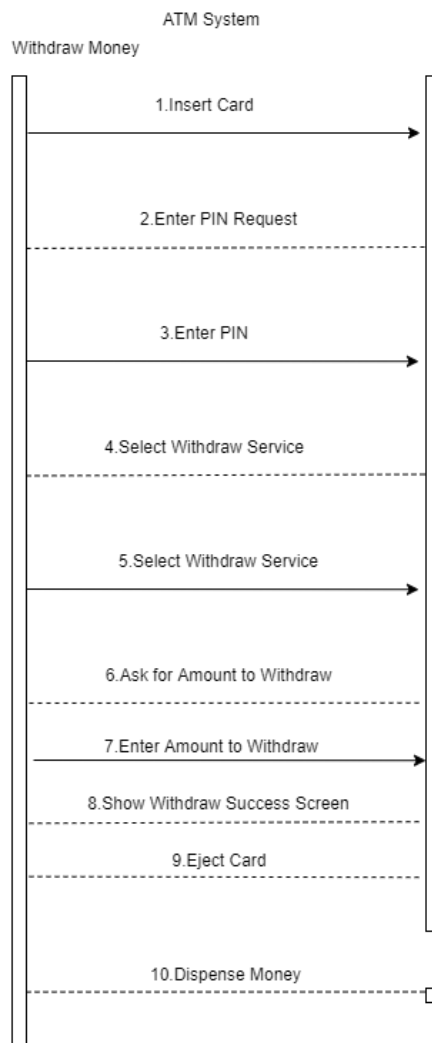 ATM System
Withdraw Money
1.Insert Card
2.Enter PIN Request
3.Enter PIN
4.Select Withdraw Service
5.Select Withdraw Service
6.Ask for Amount to Withdraw
7.Enter Amount to Withdraw
8.Show Withdraw Success Screen
9.Eject Card
10.Dispense Money